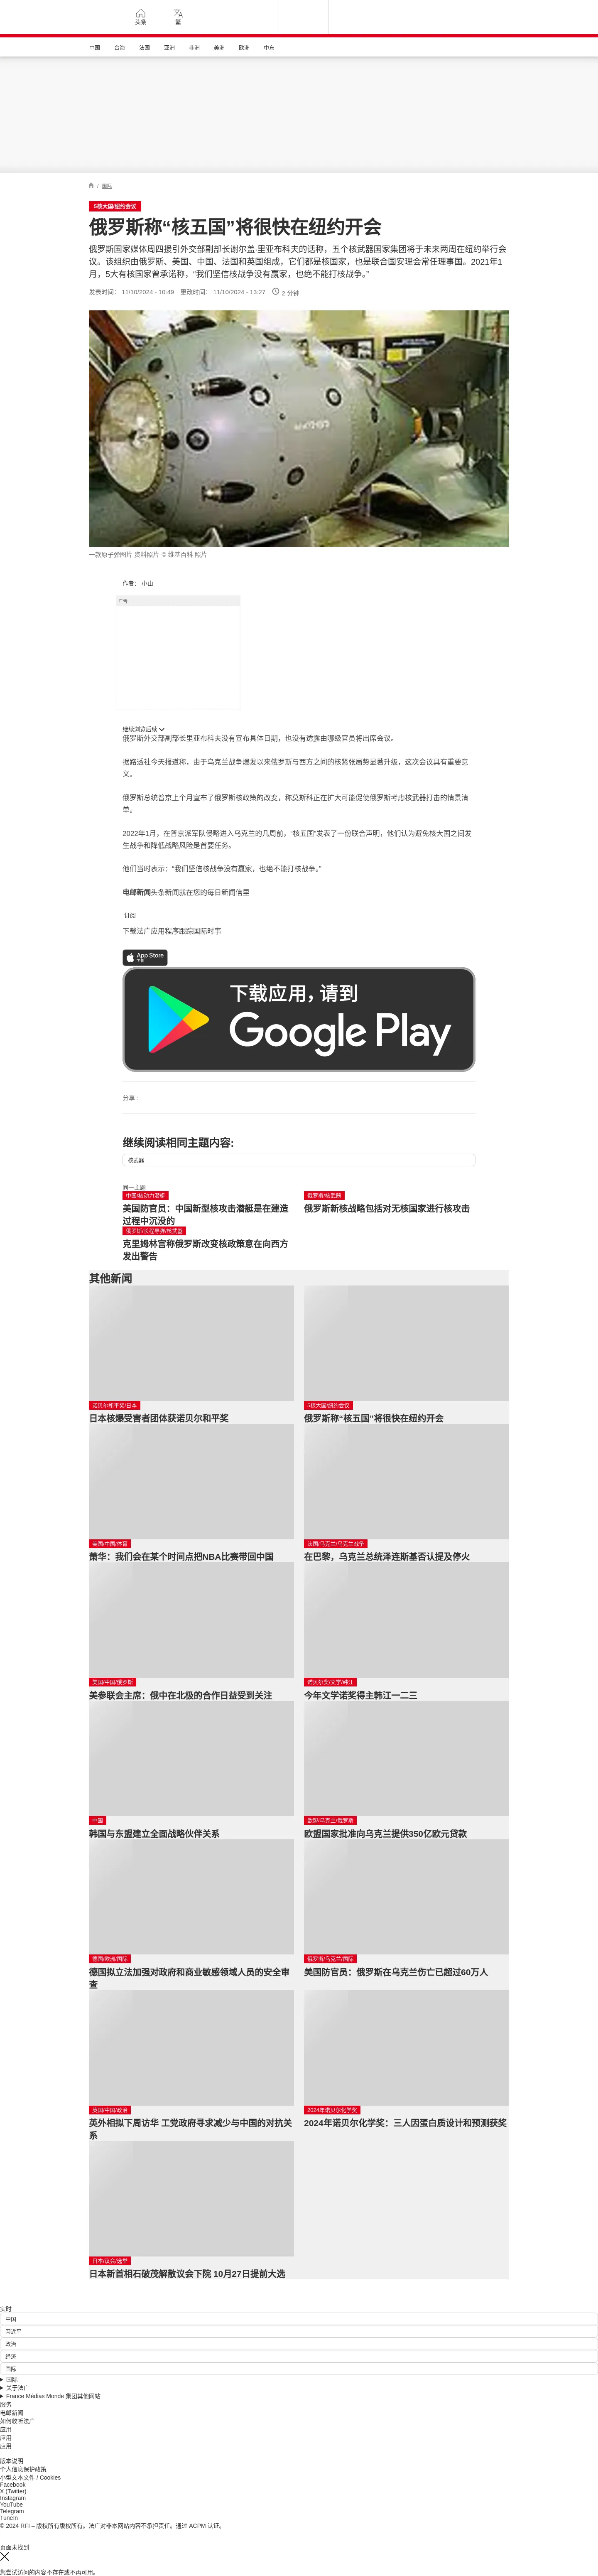 头条
繁
中国
台海
法国
亚洲
非洲
美洲
欧洲
中东
/ 国际
5核大国/纽约会议
俄罗斯称“核五国”将很快在纽约开会
俄罗斯国家媒体周四援引外交部副部长谢尔盖·里亚布科夫的话称，五个核武器国家集团将于未来两周在纽约举行会
议。该组织由俄罗斯、美国、中国、法国和英国组成，它们都是核国家，也是联合国安理会常任理事国。2021年1
月，5大有核国家曾承诺称，“我们坚信核战争没有赢家，也绝不能打核战争。”
发表时间： 11/10/2024 - 10:49 更改时间： 11/10/2024 - 13:27 2 分钟
一款原子弹图片 资料照片 © 维基百科 照片
作者： 小山
广告
继续浏览后续
俄罗斯外交部副部长里亚布科夫没有宣布具体日期，也没有透露由哪级官员将出席会议。
据路透社今天报道称，由于乌克兰战争爆发以来俄罗斯与西方之间的核紧张局势显著升级，这次会议具有重要意
义。
俄罗斯总统普京上个月宣布了俄罗斯核政策的改变，称莫斯科正在扩大可能促使俄罗斯考虑核武器打击的情景清
单。
2022年1月，在普京派军队侵略进入乌克兰的几周前，“核五国”发表了一份联合声明，他们认为避免核大国之间发
生战争和降低战略风险是首要任务。
他们当时表示：“我们坚信核战争没有赢家，也绝不能打核战争。”
电邮新闻头条新闻就在您的每日新闻信里
订阅
下载法广应用程序跟踪国际时事
App Store
下载
下载应用，请到
Google Play
分享 :
继续阅读相同主题内容:
核武器
同一主题
中国/核动力潜艇
美国防官员：中国新型核攻击潜艇是在建造
过程中沉没的
俄罗斯/核武器
俄罗斯新核战略包括对无核国家进行核攻击
俄罗斯/长程导弹/核武器
克里姆林宫称俄罗斯改变核政策意在向西方
发出警告
其他新闻
诺贝尔和平奖/日本
日本核爆受害者团体获诺贝尔和平奖
5核大国/纽约会议
俄罗斯称“核五国”将很快在纽约开会
美国/中国/体育
萧华：我们会在某个时间点把NBA比赛带回中国
法国/乌克兰/乌克兰战争
在巴黎，乌克兰总统泽连斯基否认提及停火
美国/中国/俄罗斯
美参联会主席：俄中在北极的合作日益受到关注
诺贝尔奖/文学/韩江
今年文学诺奖得主韩江一二三
中国
韩国与东盟建立全面战略伙伴关系
欧盟/乌克兰/俄罗斯
欧盟国家批准向乌克兰提供350亿欧元贷款
德国/欧洲/国际
德国拟立法加强对政府和商业敏感领域人员的安全审
查
俄罗斯/乌克兰/国际
美国防官员：俄罗斯在乌克兰伤亡已超过60万人
英国/中国/政治
英外相拟下周访华 工党政府寻求减少与中国的对抗关
系
2024年诺贝尔化学奖
2024年诺贝尔化学奖：三人因蛋白质设计和预测获奖
日本/议会/选举
日本新首相石破茂解散议会下院 10月27日提前大选
实时
中国
习近平
政治
经济
国际
国际
关于法广
France Médias Monde 集团其他网站
服务
电邮新闻
如何收听法广
应用
应用
应用
版本说明
个人信息保护政策
小型文本文件 / Cookies
Facebook
X (Twitter)
Instagram
YouTube
Telegram
TuneIn
© 2024 RFI – 版权所有版权所有。法广对非本网站内容不承担责任。通过 ACPM 认证。
页面未找到
您尝试访问的内容不存在或不再可用。